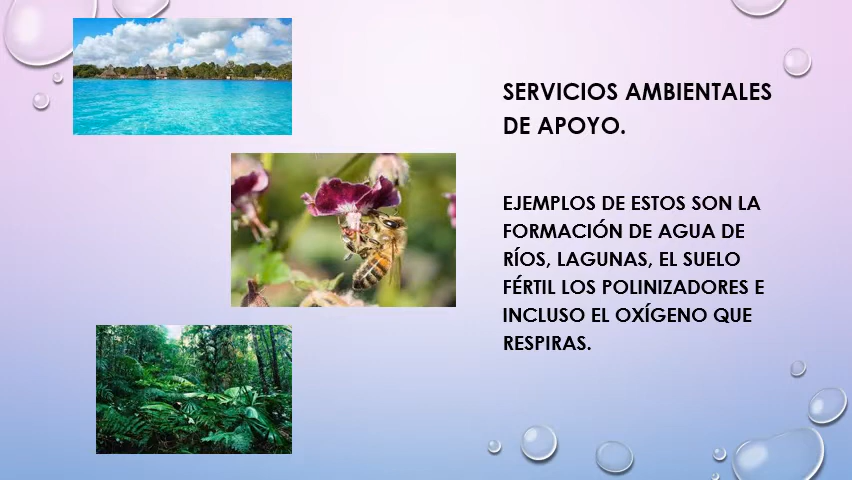 SERVICIOS AMBIENTALES
DE APOYO.
EJEMPLOS DE ESTOS SON LA
FORMACIÓN DE AGUA DE
RÍOS, LAGUNAS, EL SUELO
FÉRTIL LOS POLINIZADORES E
INCLUSO EL OXÍGENO QUE
RESPIRAS.